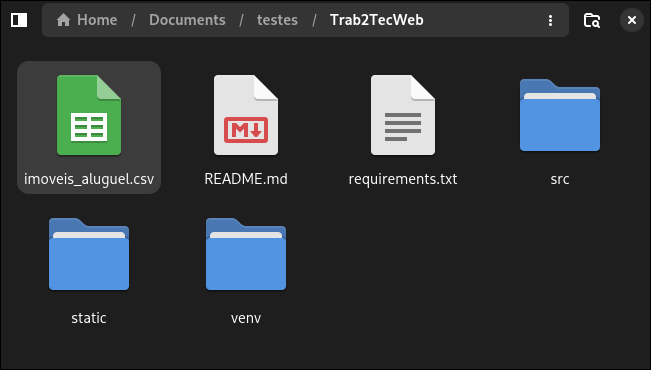 Home / Documents / testes / Trab2TecWeb
M
imoveis_aluguel.csv README.md requirements.txt src
static venv